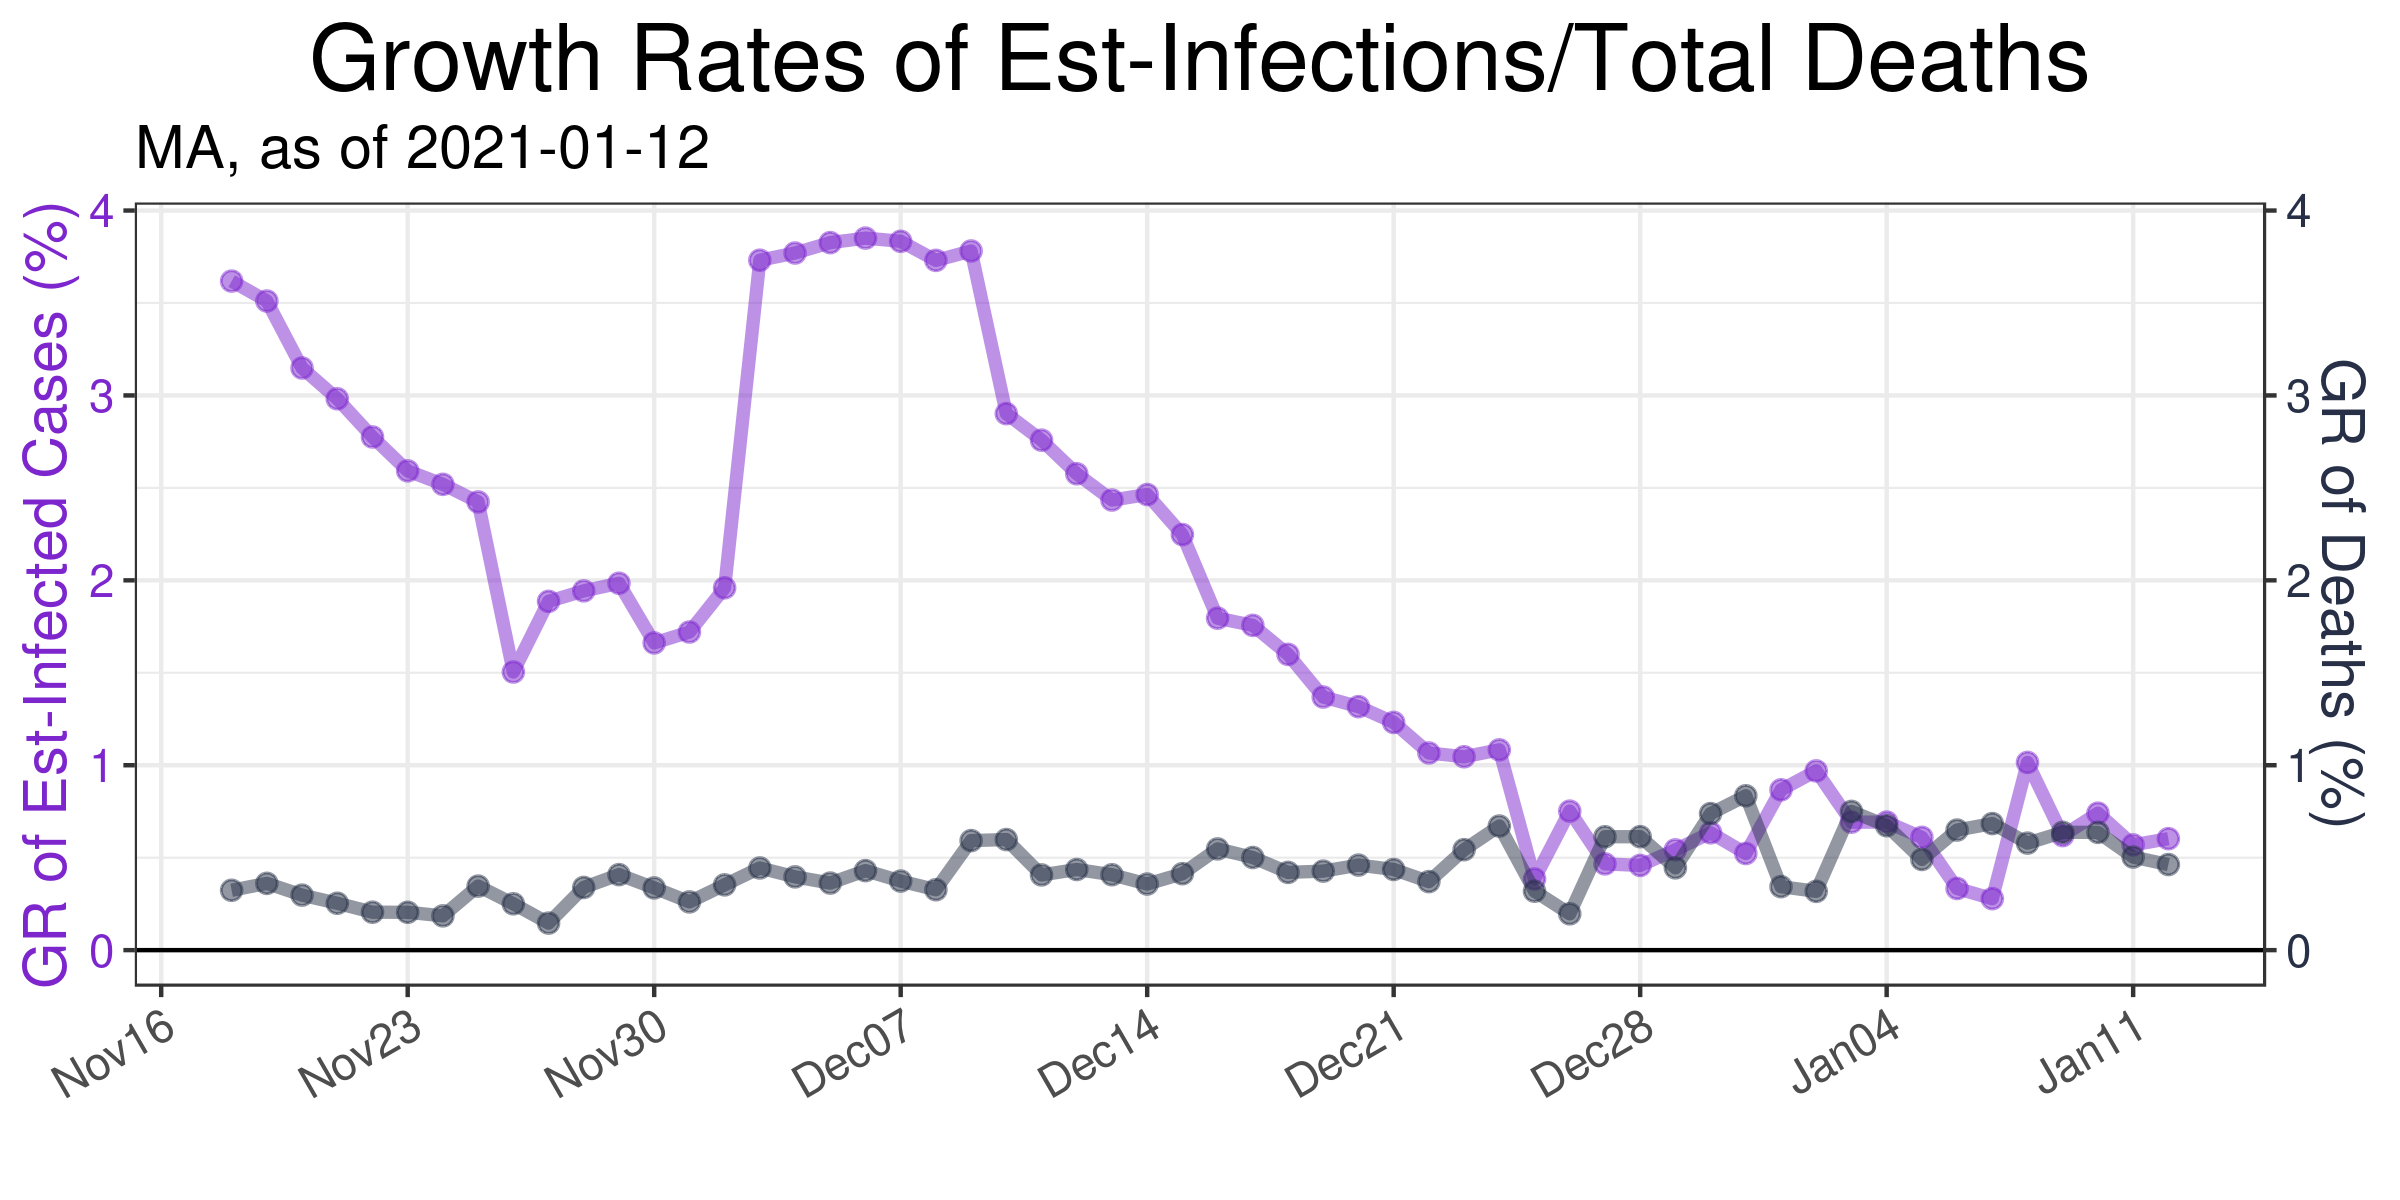 Growth Rates of Est-Infections/Total Deaths
MA, as of 2021-01-12
GR of Est-Infected Cases (%)
4
3
2
1
0
4
3
2
1
0
GR of Deaths (%)
Nov16
Nov23
Nov30
Dec07
Dec14
Dec21
Dec28
Jan04
Jan11